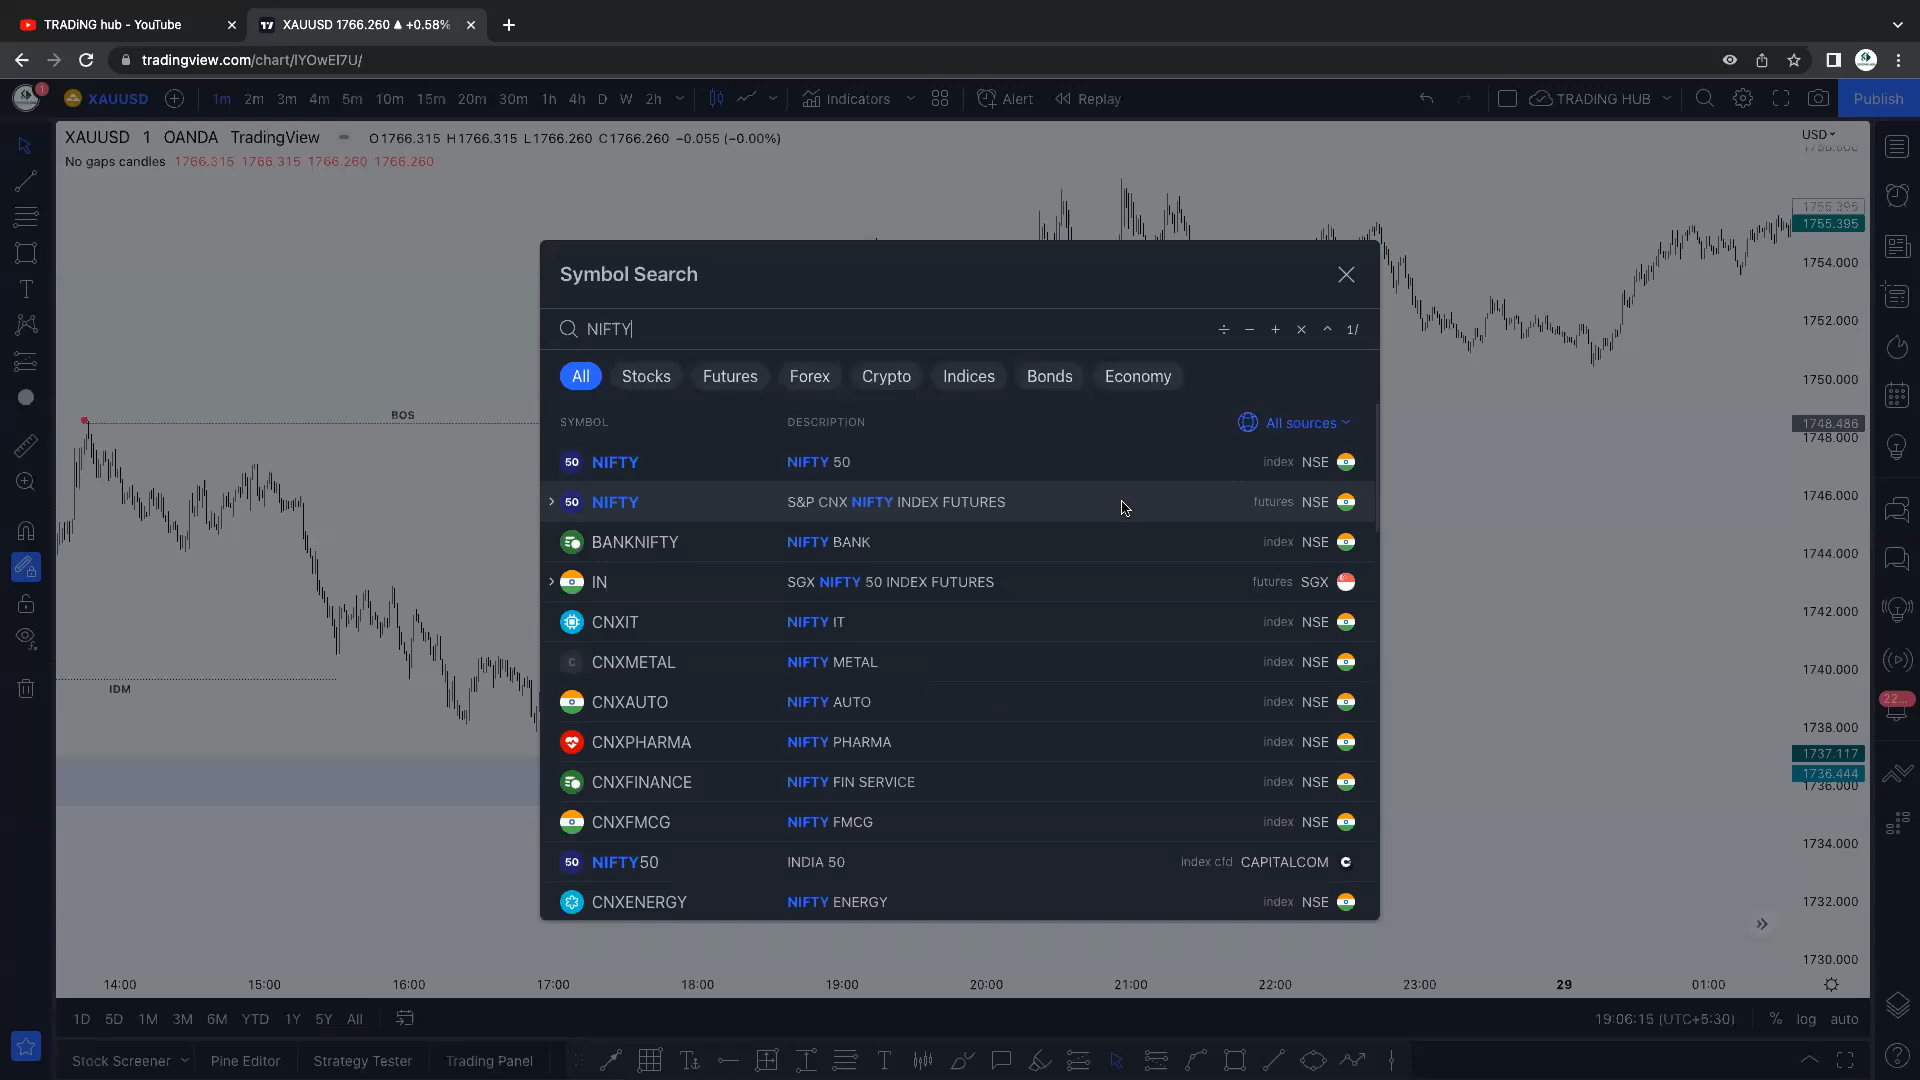 TRADiNG hub - YouTube
XAUUSD 1766.260 ▲ +0.58%
tradingview.com/chart/lYOwEI7U/
1
XAUUSD
1m 2m 3m 4m 5m 10m 15m 20m 30m 1h 4h D W 2h
Indicators
Alert
Replay
TRADING HUB
Publish
XAUUSD 1 OANDA TradingView
O1766.315 H1766.315 L1766.260 C1766.260 −0.055 (−0.00%)
USD
No gaps candles 1766.315 1766.315 1766.260 1766.260
1755.395
1755.395
1754.000
1752.000
1750.000
1748.486
1748.000
1746.000
1744.000
1742.000
1740.000
1738.000
1737.117
1736.444
1736.000
1734.000
1732.000
1730.000
BOS
IDM
Symbol Search
NIFTY
÷ − + × ^ 1/
All Stocks Futures Forex Crypto Indices Bonds Economy
SYMBOL DESCRIPTION All sources
50 NIFTY NIFTY 50 index NSE
50 NIFTY S&P CNX NIFTY INDEX FUTURES futures NSE
BANKNIFTY NIFTY BANK index NSE
IN SGX NIFTY 50 INDEX FUTURES futures SGX
CNXIT NIFTY IT index NSE
C CNXMETAL NIFTY METAL index NSE
CNXAUTO NIFTY AUTO index NSE
CNXPHARMA NIFTY PHARMA index NSE
CNXFINANCE NIFTY FIN SERVICE index NSE
CNXFMCG NIFTY FMCG index NSE
50 NIFTY50 INDIA 50 index cfd CAPITALCOM
CNXENERGY NIFTY ENERGY index NSE
22...
14:00 15:00 16:00 17:00 18:00 19:00 20:00 21:00 22:00 23:00 29 01:00
1D 5D 1M 3M 6M YTD 1Y 5Y All
19:06:15 (UTC+5:30) % log auto
Stock Screener Pine Editor Strategy Tester Trading Panel